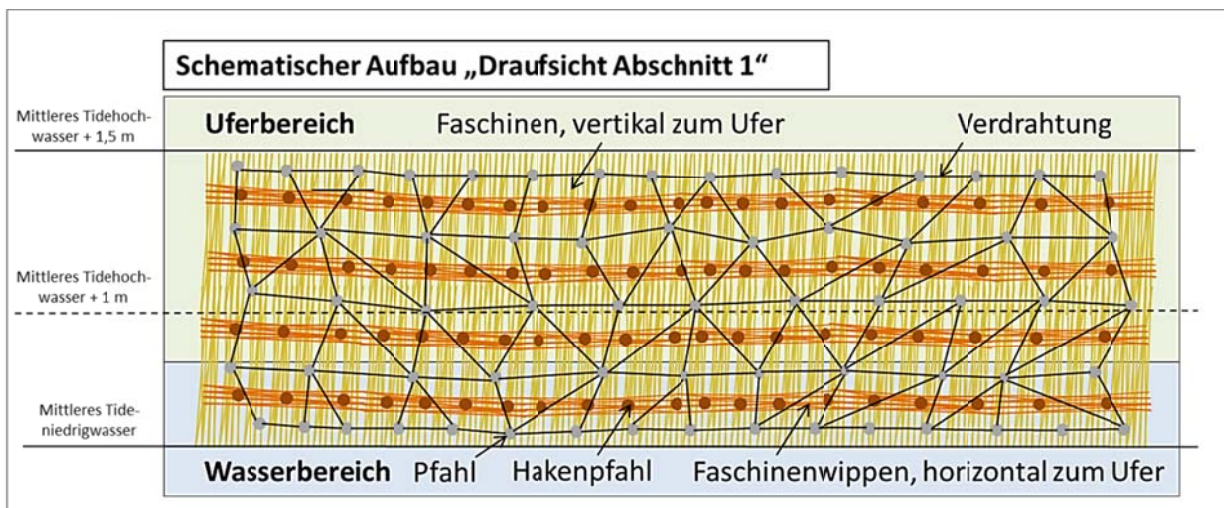 Schematischer Aufbau „Draufsicht Abschnitt 1“
Mittleres Tidehoch-
wasser + 1,5 m
Uferbereich
Faschinen, vertikal zum Ufer
Verdrahtung
Mittleres Tidehoch-
wasser + 1 m
Mittleres Tide-
niedrigwasser
Wasserbereich
Pfahl
Hakenpfahl
Faschinenwippen, horizontal zum Ufer